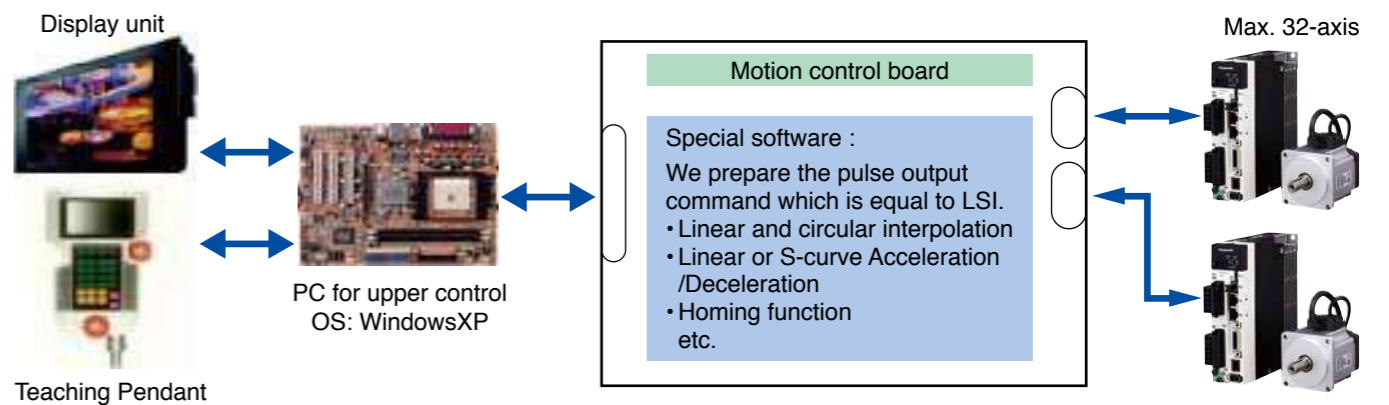 Display unit
Teaching Pendant
PC for upper control
OS: WindowsXP
Motion control board
Special software :
We prepare the pulse output
command which is equal to LSI.
・Linear and circular interpolation
・Linear or S-curve Acceleration
/Deceleration
・Homing function
etc.
Max. 32-axis